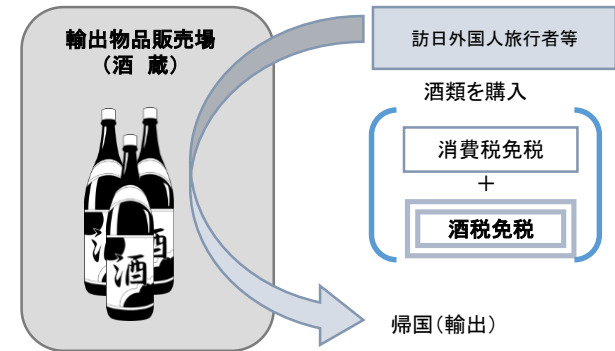 輸出物品販売場
（酒　蔵）
酒
酒
酒
訪日外国人旅行者等
酒類を購入
消費税免税
＋
酒税免税
帰国（輸出）